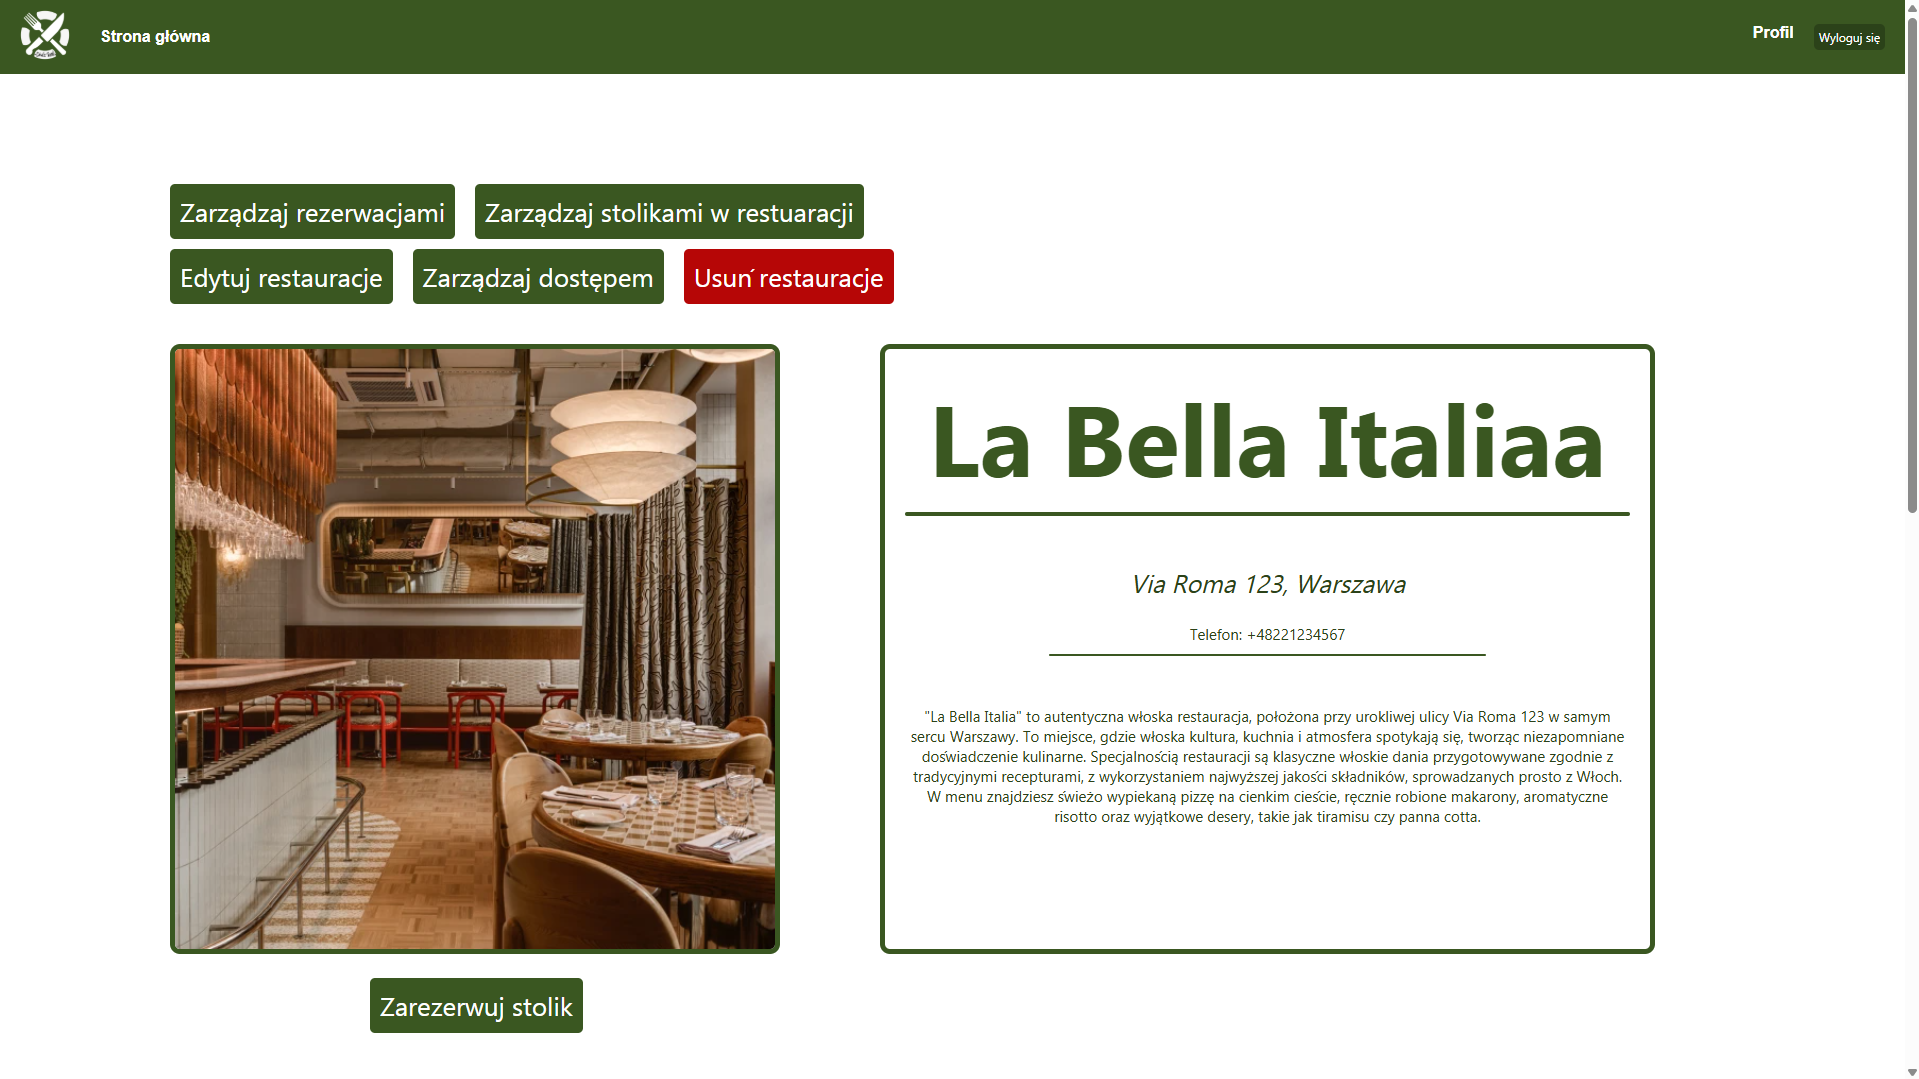 Strona główna
Profil
Wyloguj się
Zarządzaj rezerwacjami
Zarządzaj stolikami w restuaracji
Edytuj restauracje
Zarządzaj dostępem
Usuń restauracje
La Bella Italiaa
Via Roma 123, Warszawa
Telefon: +48221234567
"La Bella Italia" to autentyczna włoska restauracja, położona przy urokliwej ulicy Via Roma 123 w samym
sercu Warszawy. To miejsce, gdzie włoska kultura, kuchnia i atmosfera spotykają się, tworząc niezapomniane
doświadczenie kulinarne. Specjalnością restauracji są klasyczne włoskie dania przygotowywane zgodnie z
tradycyjnymi recepturami, z wykorzystaniem najwyższej jakości składników, sprowadzanych prosto z Włoch.
W menu znajdziesz świeżo wypiekaną pizzę na cienkim cieście, ręcznie robione makarony, aromatyczne
risotto oraz wyjątkowe desery, takie jak tiramisu czy panna cotta.
Zarezerwuj stolik